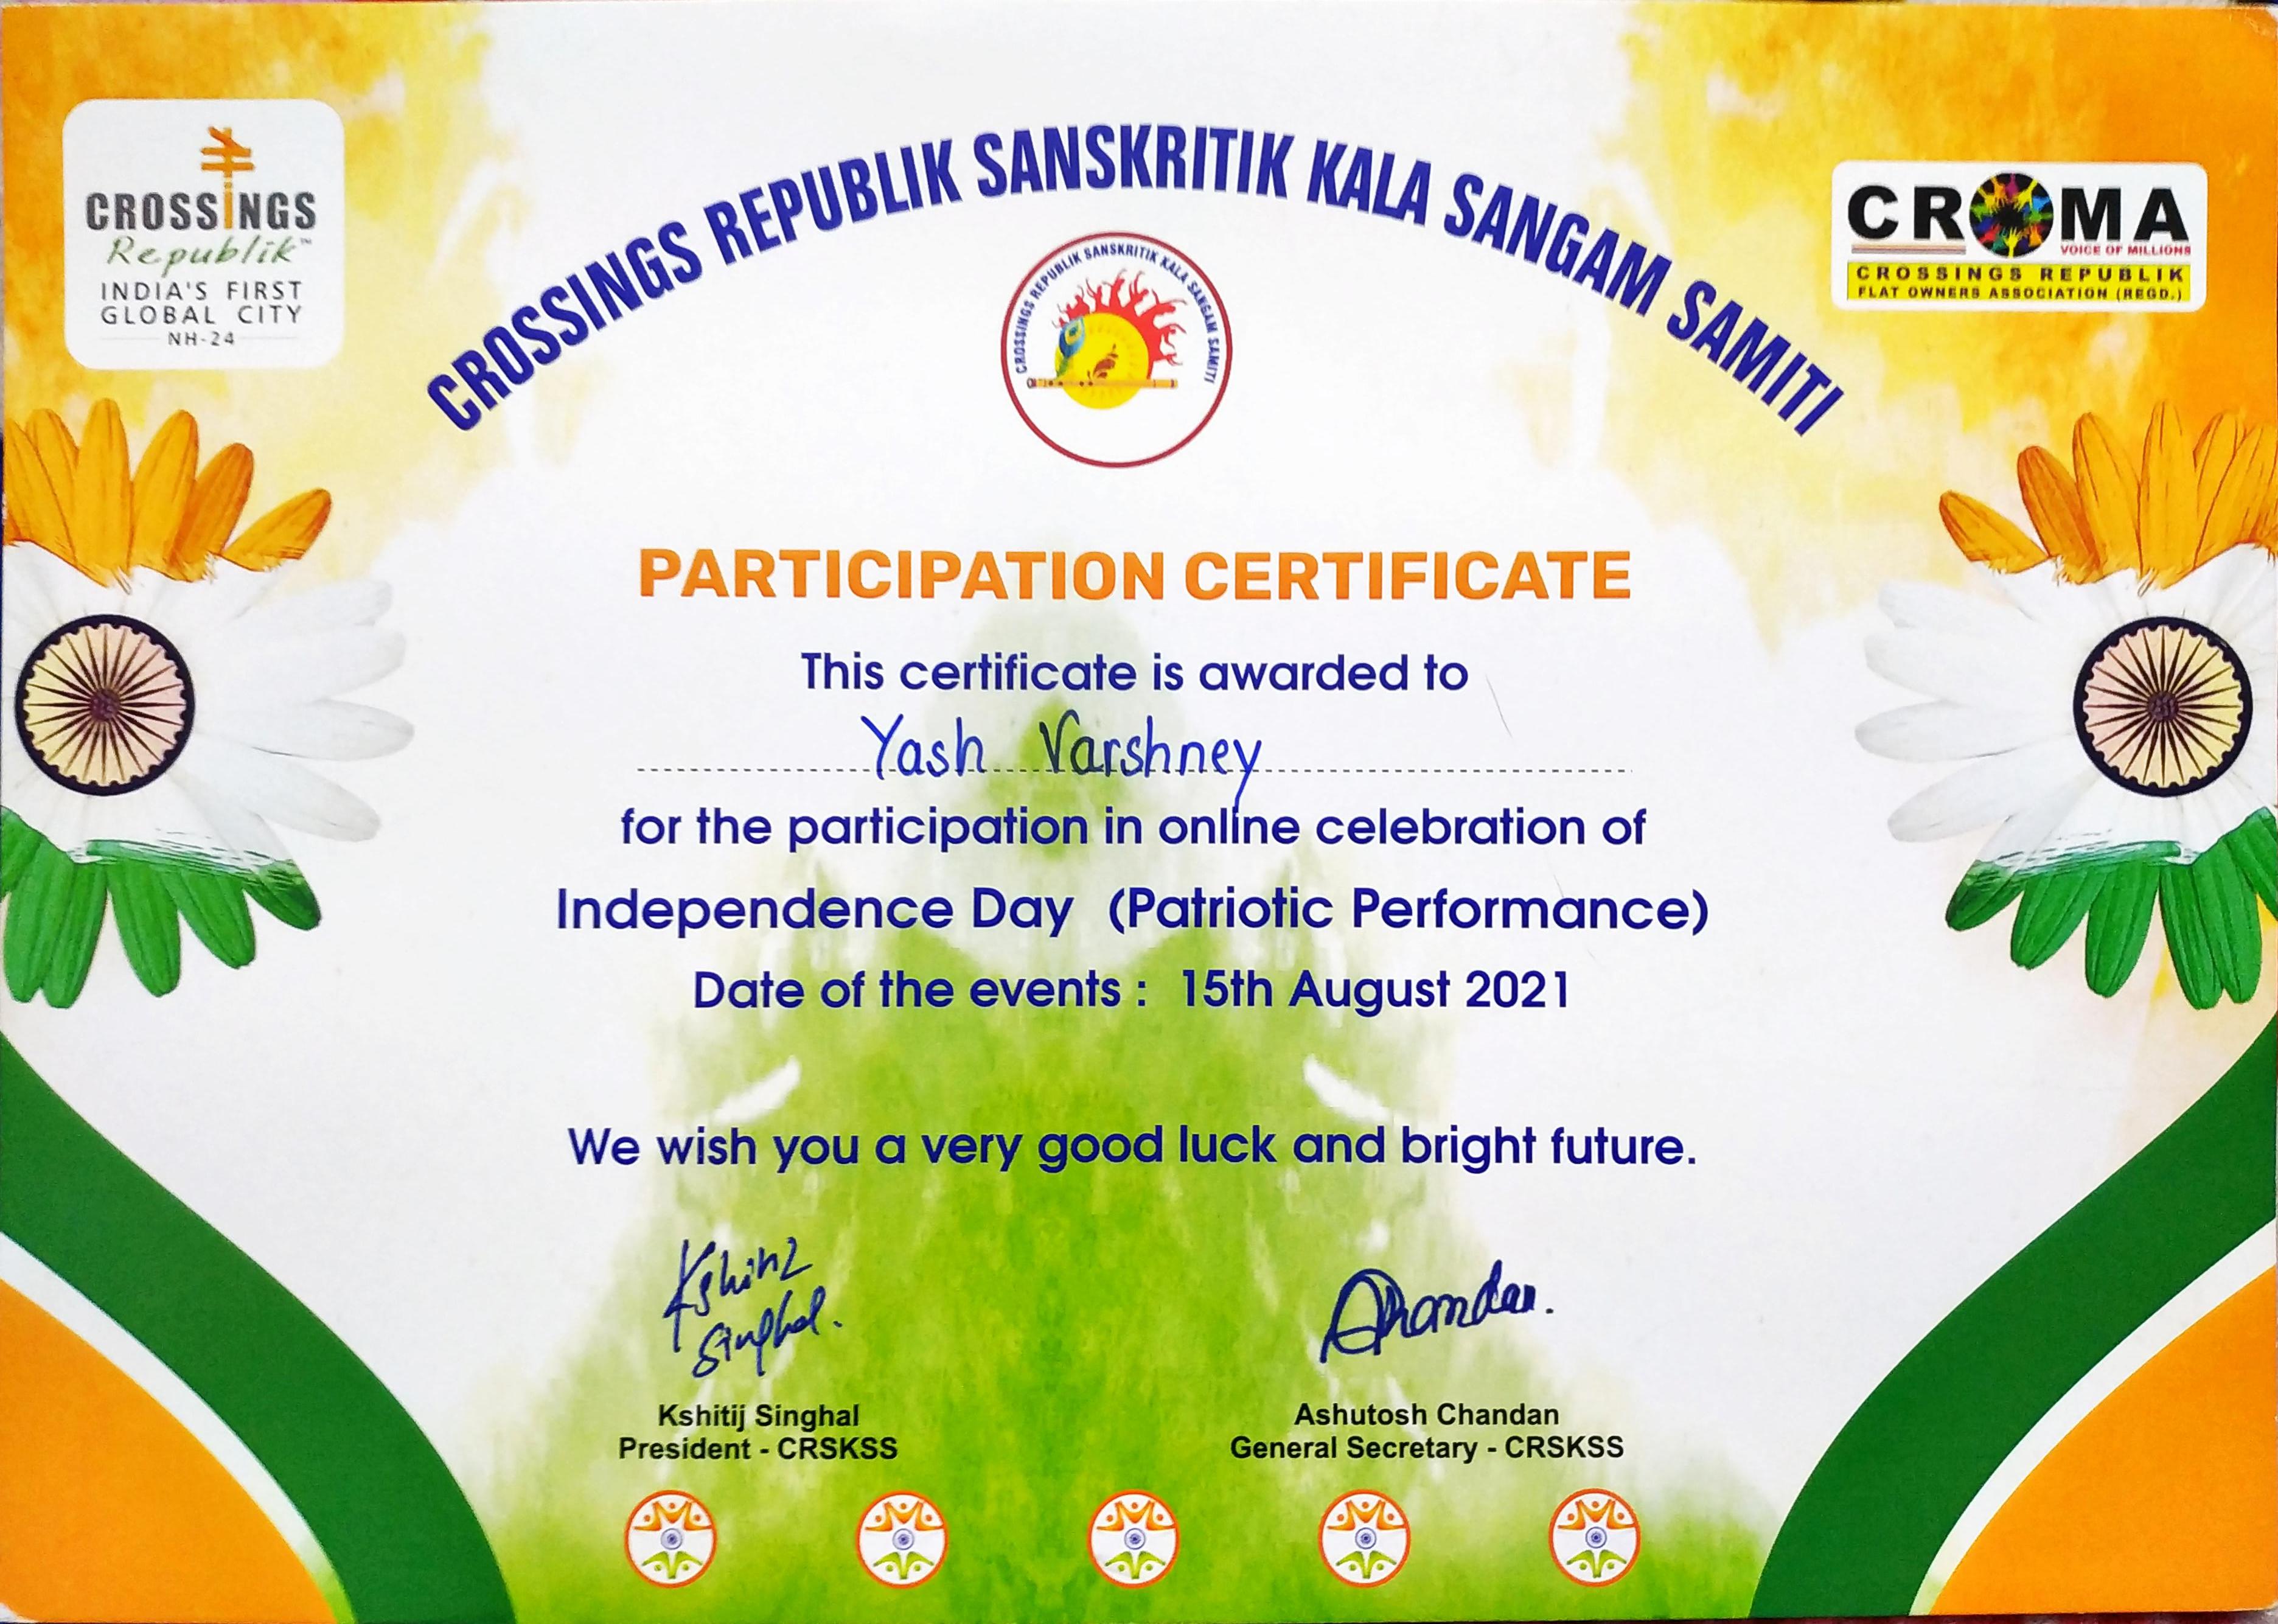 CROSSINGS REPUBLIK SANSKRITIK KALA SANGAM SAMITI
CROSSINGS
Republik™
INDIA'S FIRST
GLOBAL CITY
NH-24
CROMA
VOICE OF MILLIONS
CROSSINGS REPUBLIK
FLAT OWNERS ASSOCIATION (REGD.)
CROSSINGS REPUBLIK SANSKRITIK KALA SANGAM SAMITI
PARTICIPATION CERTIFICATE
This certificate is awarded to
Yash Varshney
for the participation in online celebration of
Independence Day (Patriotic Performance)
Date of the events : 15th August 2021
We wish you a very good luck and bright future.
Singhal.
Chandan.
Kshitij Singhal
President - CRSKSS
Ashutosh Chandan
General Secretary - CRSKSS